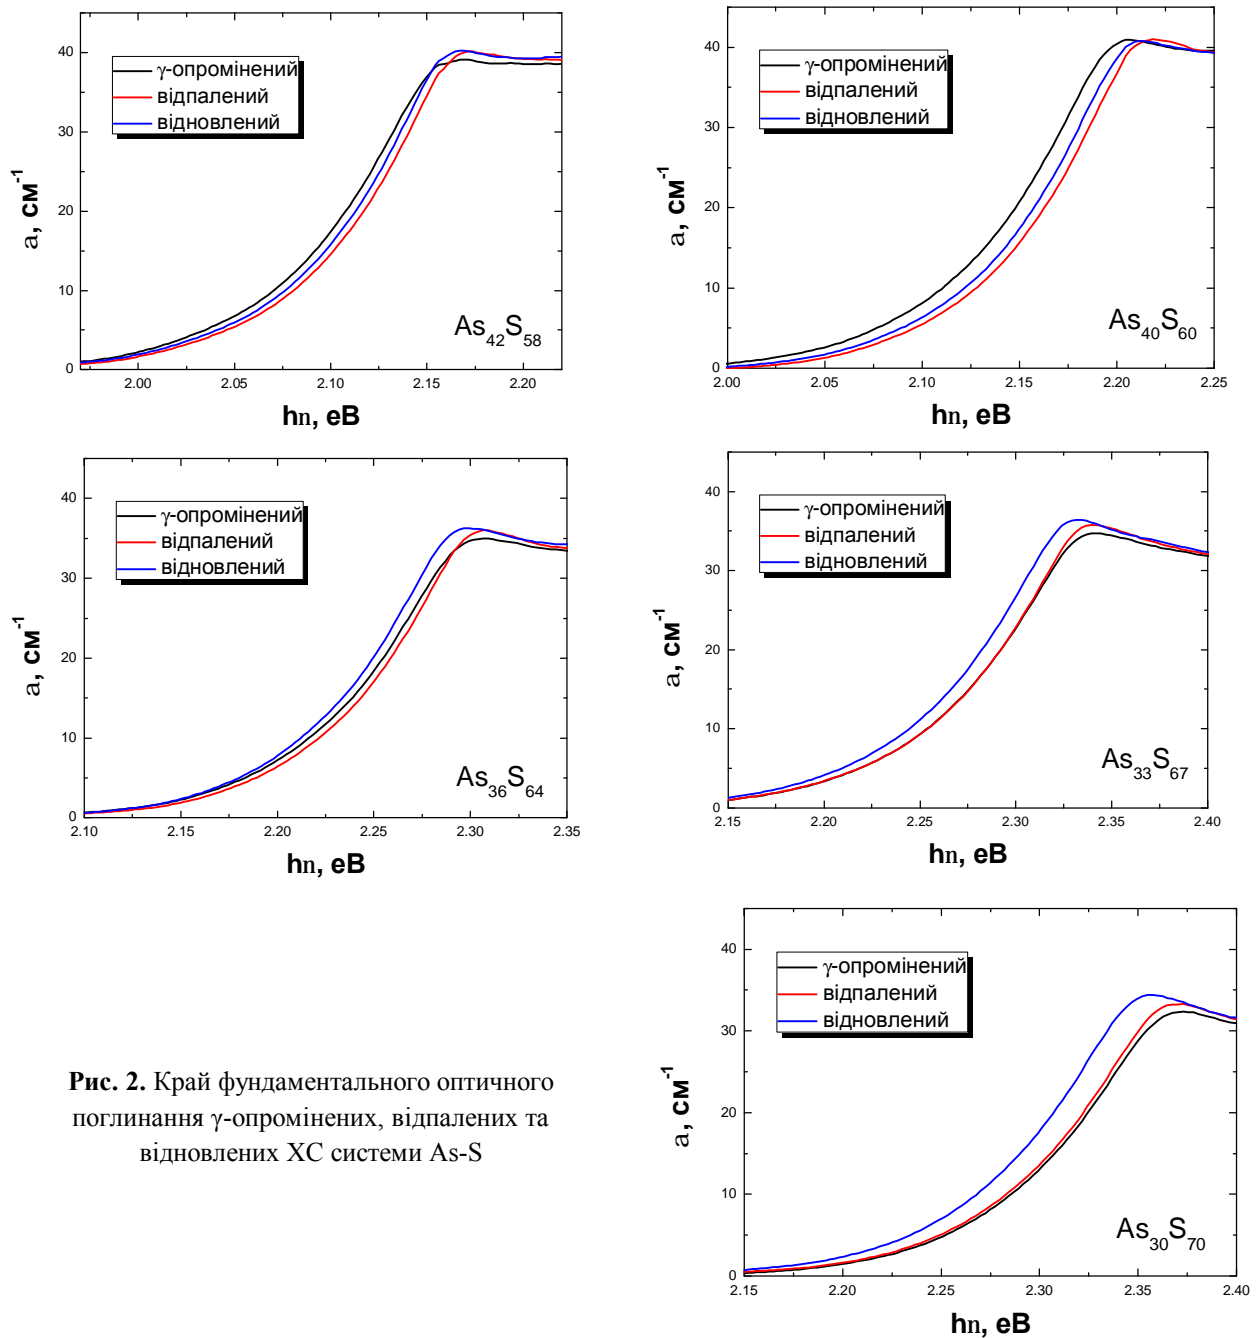 40
30
20
10
0
2.00
2.05
2.10
2.15
2.20
γ-опромінений
відпалений
відновлений
As42S58
a, см-1
hn, еВ
40
30
20
10
0
2.00
2.05
2.10
2.15
2.20
2.25
γ-опромінений
відпалений
відновлений
As40S60
a, см-1
hn, еВ
40
30
20
10
0
2.10
2.15
2.20
2.25
2.30
2.35
γ-опромінений
відпалений
відновлений
As36S64
a, см-1
hn, еВ
40
30
20
10
0
2.15
2.20
2.25
2.30
2.35
2.40
γ-опромінений
відпалений
відновлений
As33S67
a, см-1
hn, еВ
Рис. 2. Край фундаментального оптичного
поглинання γ-опромінених, відпалених та
відновлених ХС системи As-S
40
30
20
10
0
2.15
2.20
2.25
2.30
2.35
2.40
γ-опромінений
відпалений
відновлений
As30S70
a, см-1
hn, еВ